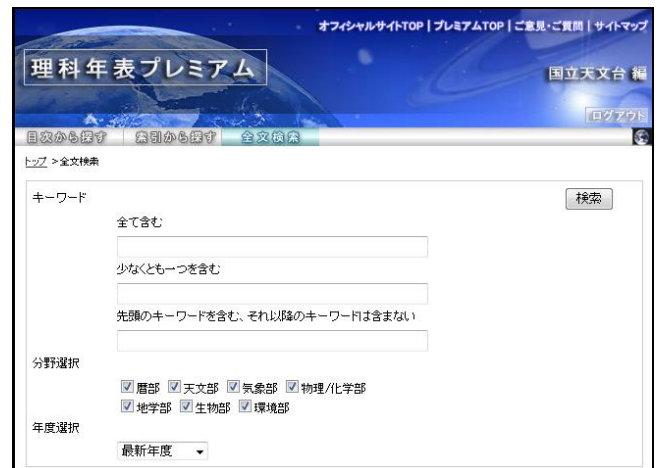 オフィシャルサイトTOP | プレミアムTOP | ご意見・ご質問 | サイトマップ
理科年表プレミアム
国立天文台 編
ログアウト
目次から探す 索引から探す 全文検索
トップ >全文検索
キーワード 検索
全て含む
少なくとも一つを含む
先頭のキーワードを含む、それ以降のキーワードは含まない
分野選択
暦部 天文部 気象部 物理/化学部
地学部 生物部 環境部
年度選択
最新年度